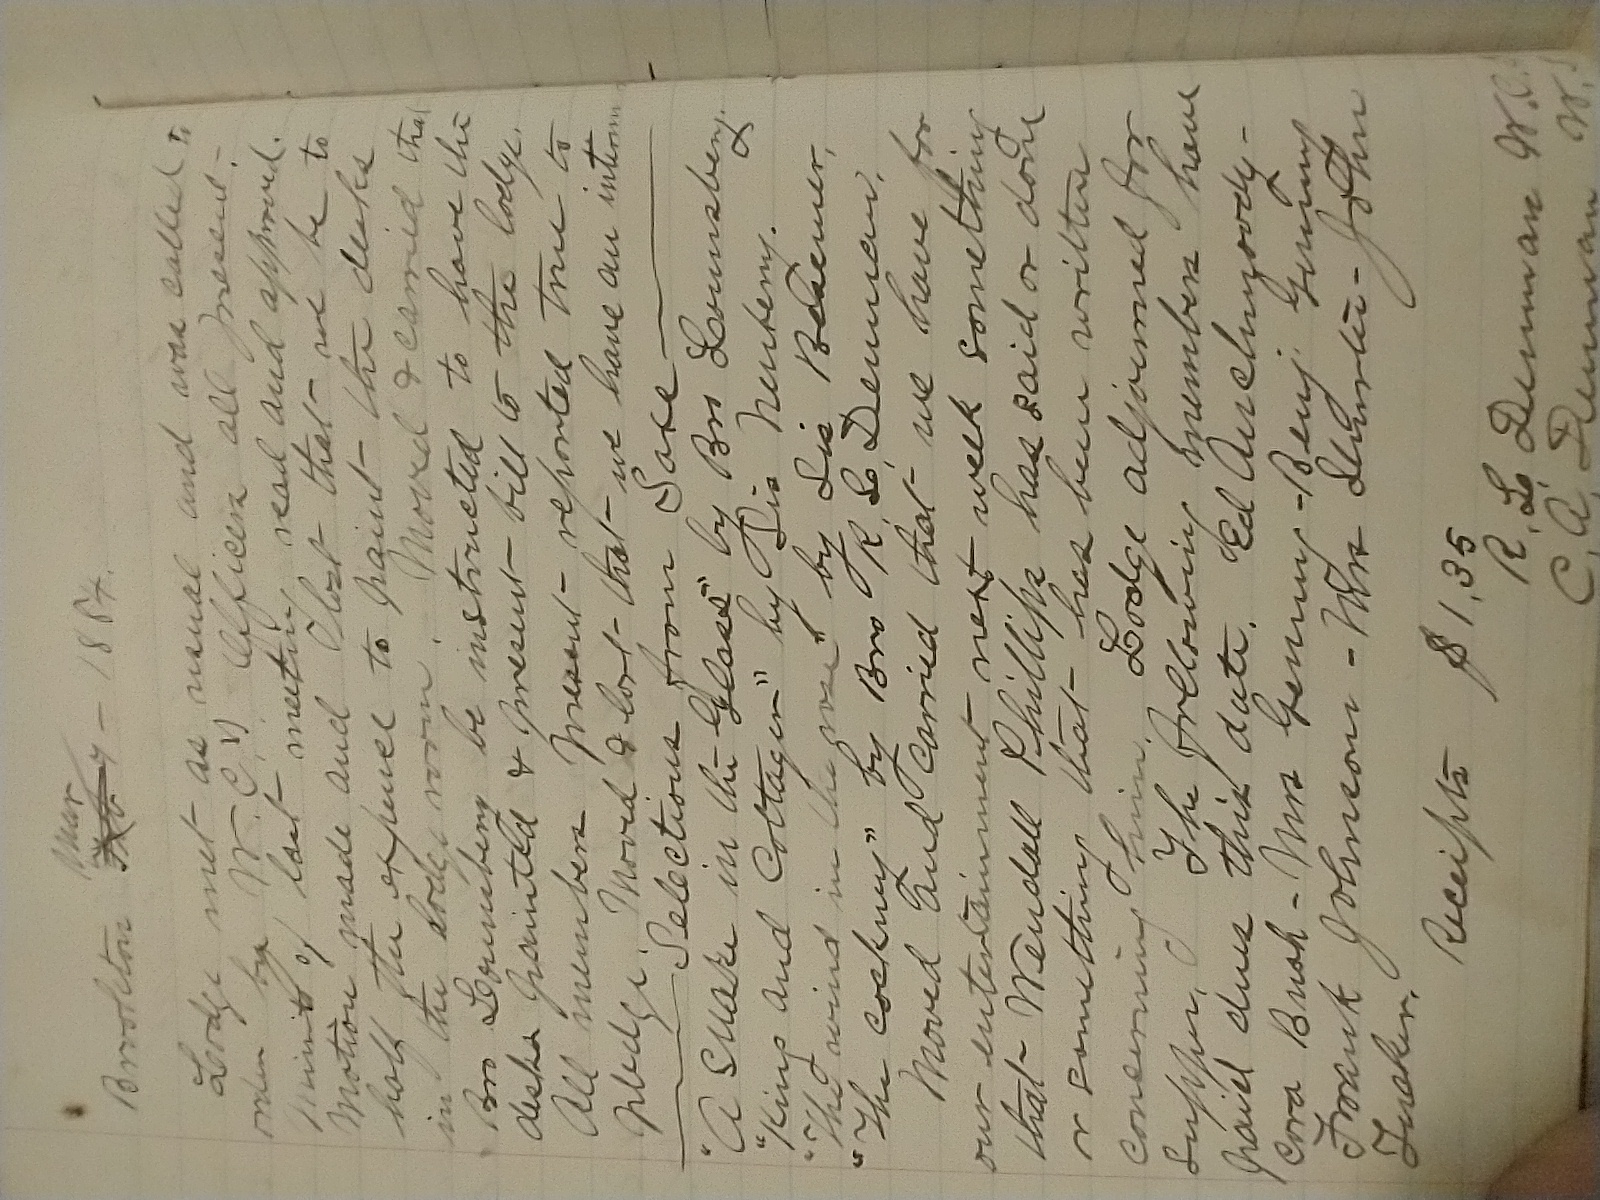 Mar
Brookton Feb 7 - 1884.
Lodge met as usual and was called to
order by W.C.T. Officers all present.
Minits of last meeting read and approved.
Motion made and lost that we be to
half the expence to paint the desks
in the lodge room. Moved & carried that
Bro Lounsbery be instructed to have the
desks painted & present bill to the lodge.
All members present reported true to
pledge. Moved & lost that we have an interm
Selections from Saxe
"A Snake in the Glass" by Bro Lounsbery.
"King and Cottager" by Sis Newbery.
"The wind in the rose" by Sis Besemer,
"The cockney" by Bro R. L. Denman.
Moved and carried that we have for
our entertainment next week something
that Wendall Phillips has said or done
or something that has been written
concerning him. Lodge adjourned for
supper. The following members have
paid dues this date. Ed Auchmoody -
Cora Bush - Mrs Genung - Benj. Genung
Frank Johnson - Mrs - John
Tucker.
Receipts $1,35
R. L. Denman W.C.
C. A. Denman W.